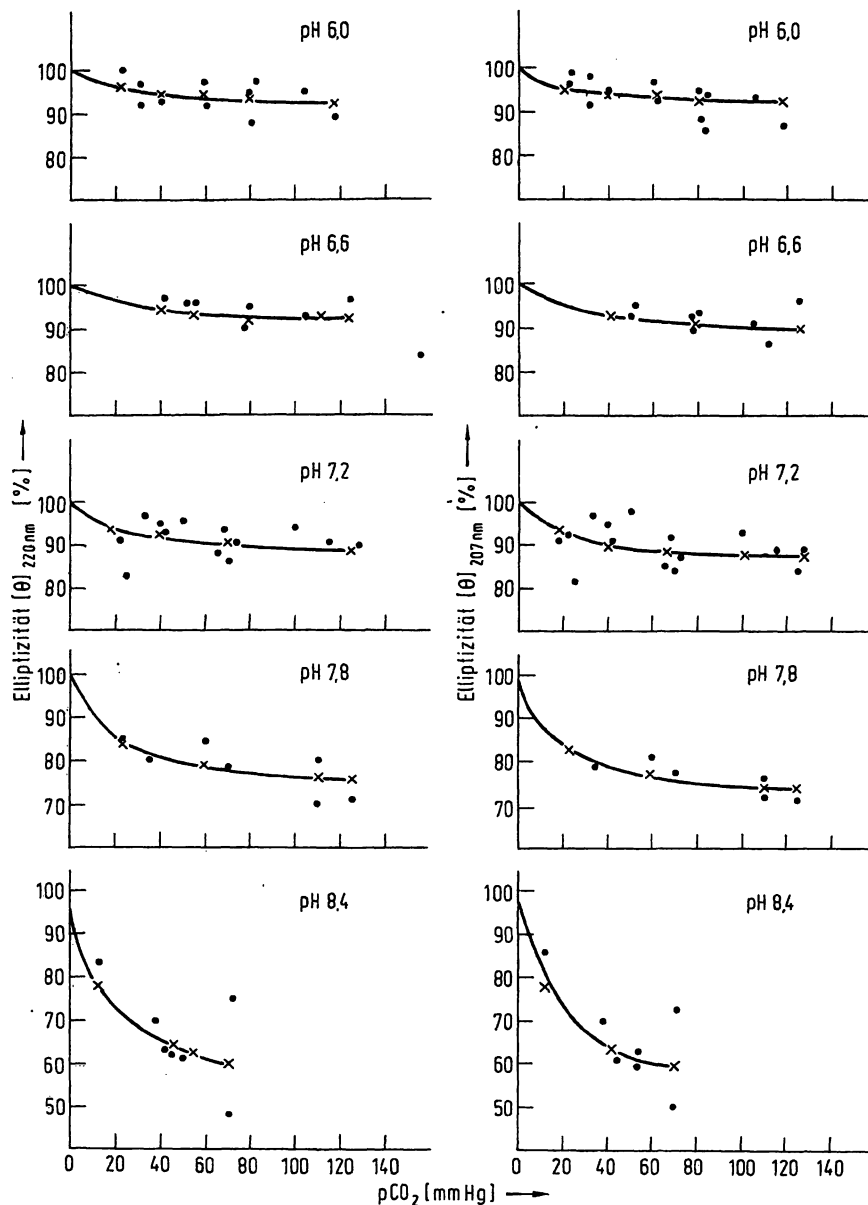 pH 6,0
100
90
80
pH 6,0
100
90
80
pH 6,6
100
90
80
pH 6,6
100
90
80
pH 7,2
100
90
80
pH 7,2
100
90
80
pH 7,8
100
90
80
70
pH 7,8
100
90
80
70
pH 8,4
100
90
80
70
60
50
pH 8,4
100
90
80
70
60
50
0 20 40 60 80 100 120 140
0 20 40 60 80 100 120 140
Elliptizität [θ] 220nm [%]
Elliptizität [θ] 207nm [%]
pCO2 [mmHg]